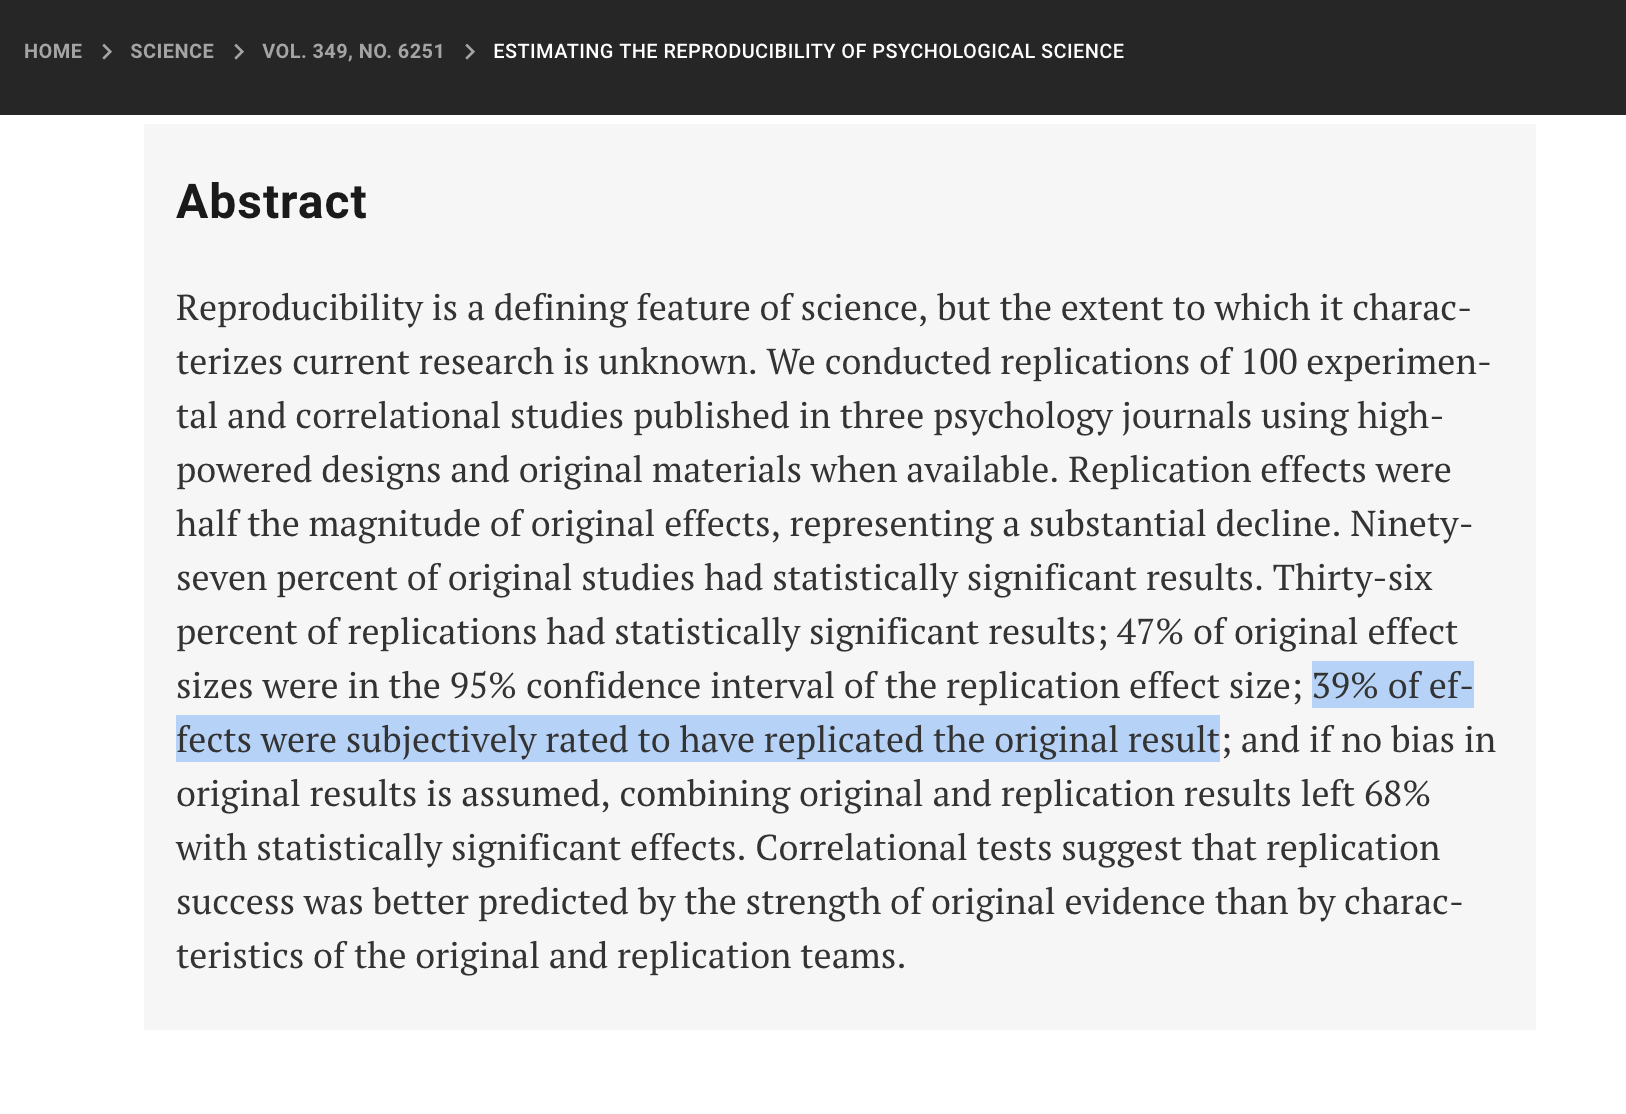 HOME > SCIENCE > VOL. 349, NO. 6251 > ESTIMATING THE REPRODUCIBILITY OF PSYCHOLOGICAL SCIENCE
Abstract
Reproducibility is a defining feature of science, but the extent to which it charac-
terizes current research is unknown. We conducted replications of 100 experimen-
tal and correlational studies published in three psychology journals using high-
powered designs and original materials when available. Replication effects were
half the magnitude of original effects, representing a substantial decline. Ninety-
seven percent of original studies had statistically significant results. Thirty-six
percent of replications had statistically significant results; 47% of original effect
sizes were in the 95% confidence interval of the replication effect size; 39% of ef-
fects were subjectively rated to have replicated the original result; and if no bias in
original results is assumed, combining original and replication results left 68%
with statistically significant effects. Correlational tests suggest that replication
success was better predicted by the strength of original evidence than by charac-
teristics of the original and replication teams.